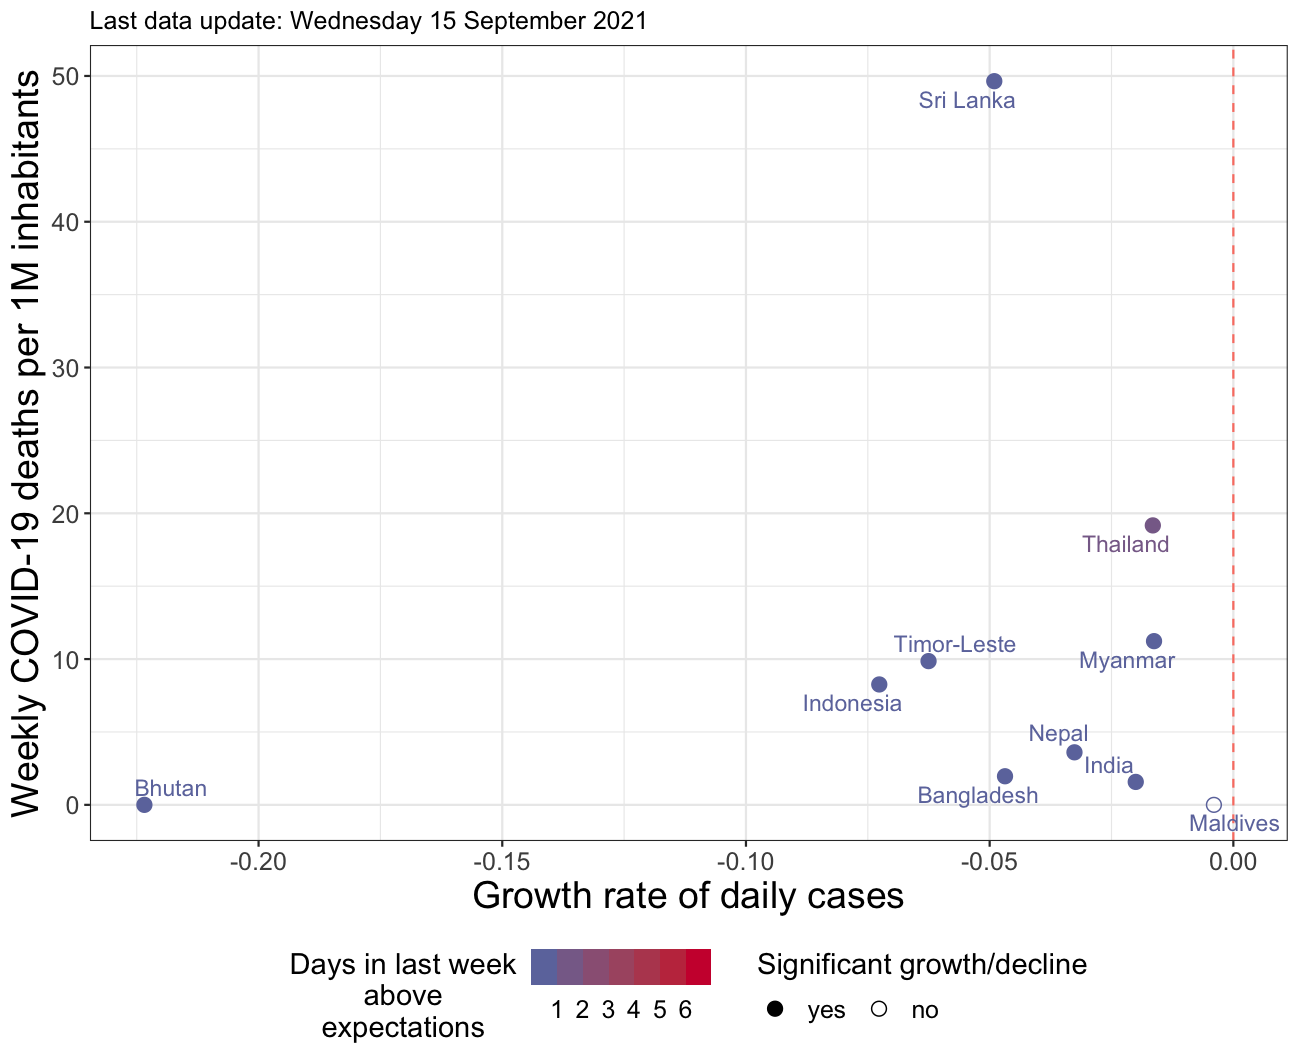 Last data update: Wednesday 15 September 2021
Weekly COVID-19 deaths per 1M inhabitants
50
40
30
20
10
0
Sri Lanka
Thailand
Timor-Leste
Myanmar
Indonesia
Nepal
India
Bhutan
Bangladesh
Maldives
-0.20 -0.15 -0.10 -0.05 0.00
Growth rate of daily cases
Days in last week
above
expectations
1 2 3 4 5 6
Significant growth/decline
yes no